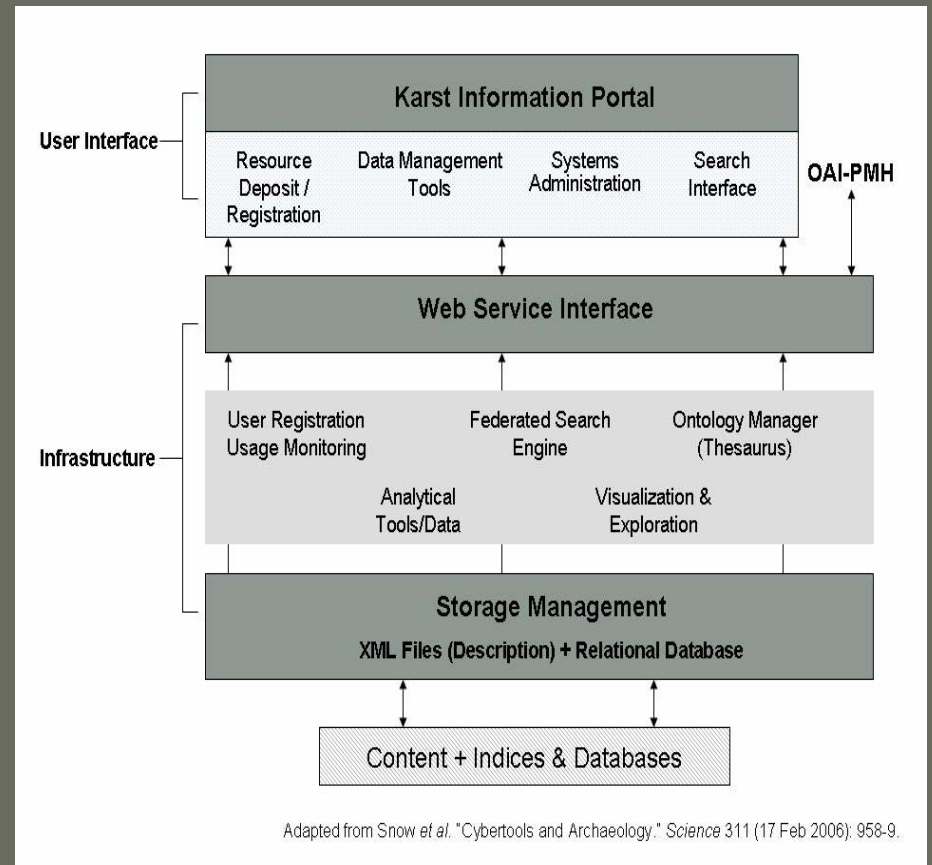 Karst Information Portal
User Interface
Resource
Deposit /
Registration
Data Management
Tools
Systems
Administration
Search
Interface
OAI-PMH
Web Service Interface
Infrastructure
User Registration
Usage Monitoring
Federated Search
Engine
Ontology Manager
(Thesaurus)
Analytical
Tools/Data
Visualization &
Exploration
Storage Management
XML Files (Description) + Relational Database
Content + Indices & Databases
Adapted from Snow et al. "Cybertools and Archaeology." Science 311 (17 Feb 2006): 958-9.